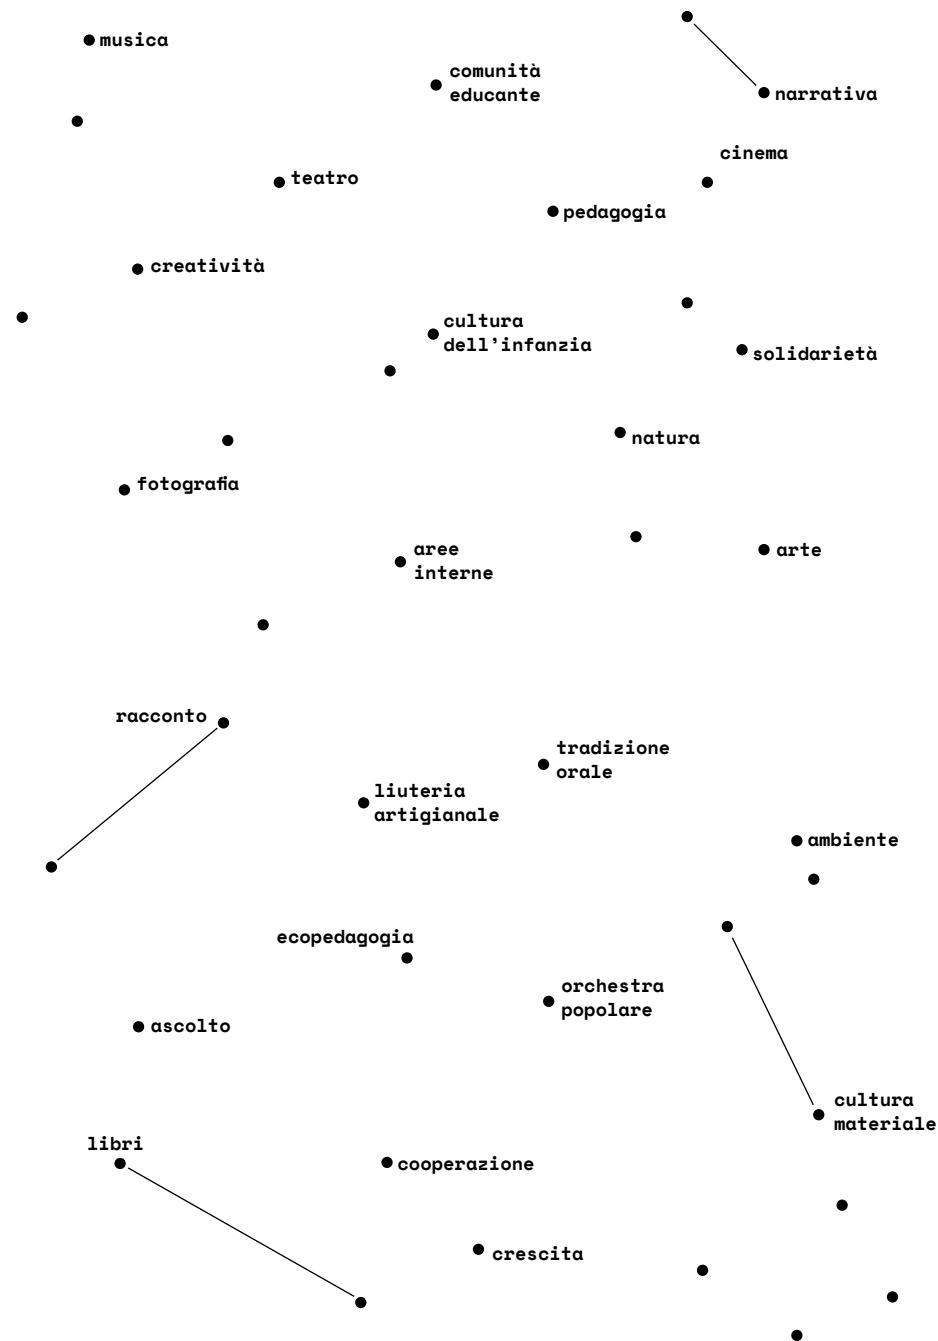 musica
comunità
educante
narrativa
cinema
teatro
pedagogia
creatività
cultura
dell’infanzia
solidarietà
natura
fotografia
aree
interne
arte
racconto
tradizione
orale
liuteria
artigianale
ambiente
ecopedagogia
orchestra
popolare
ascolto
cultura
materiale
libri
cooperazione
crescita